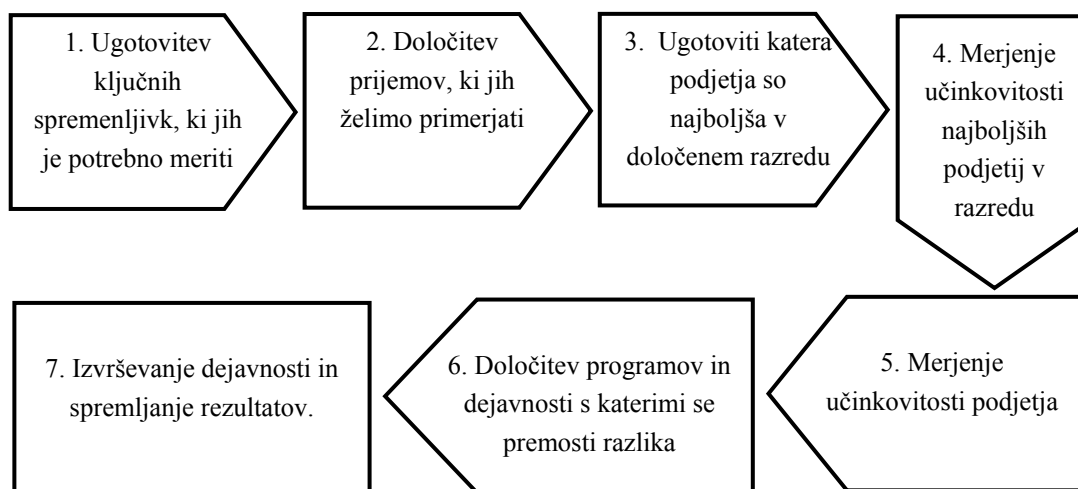 1. Ugotovitev
ključnih
spremenljivk, ki jih
je potrebno meriti
2. Določitev
prijemov, ki jih
želimo primerjati
3. Ugotoviti katera
podjetja so
najboljša v
določenem razredu
4. Merjenje
učinkovitosti
najboljših
podjetij v
razredu
5. Merjenje
učinkovitosti podjetja
6. Določitev programov in
dejavnosti s katerimi se
premosti razlika
7. Izvrševanje dejavnosti in
spremljanje rezultatov.